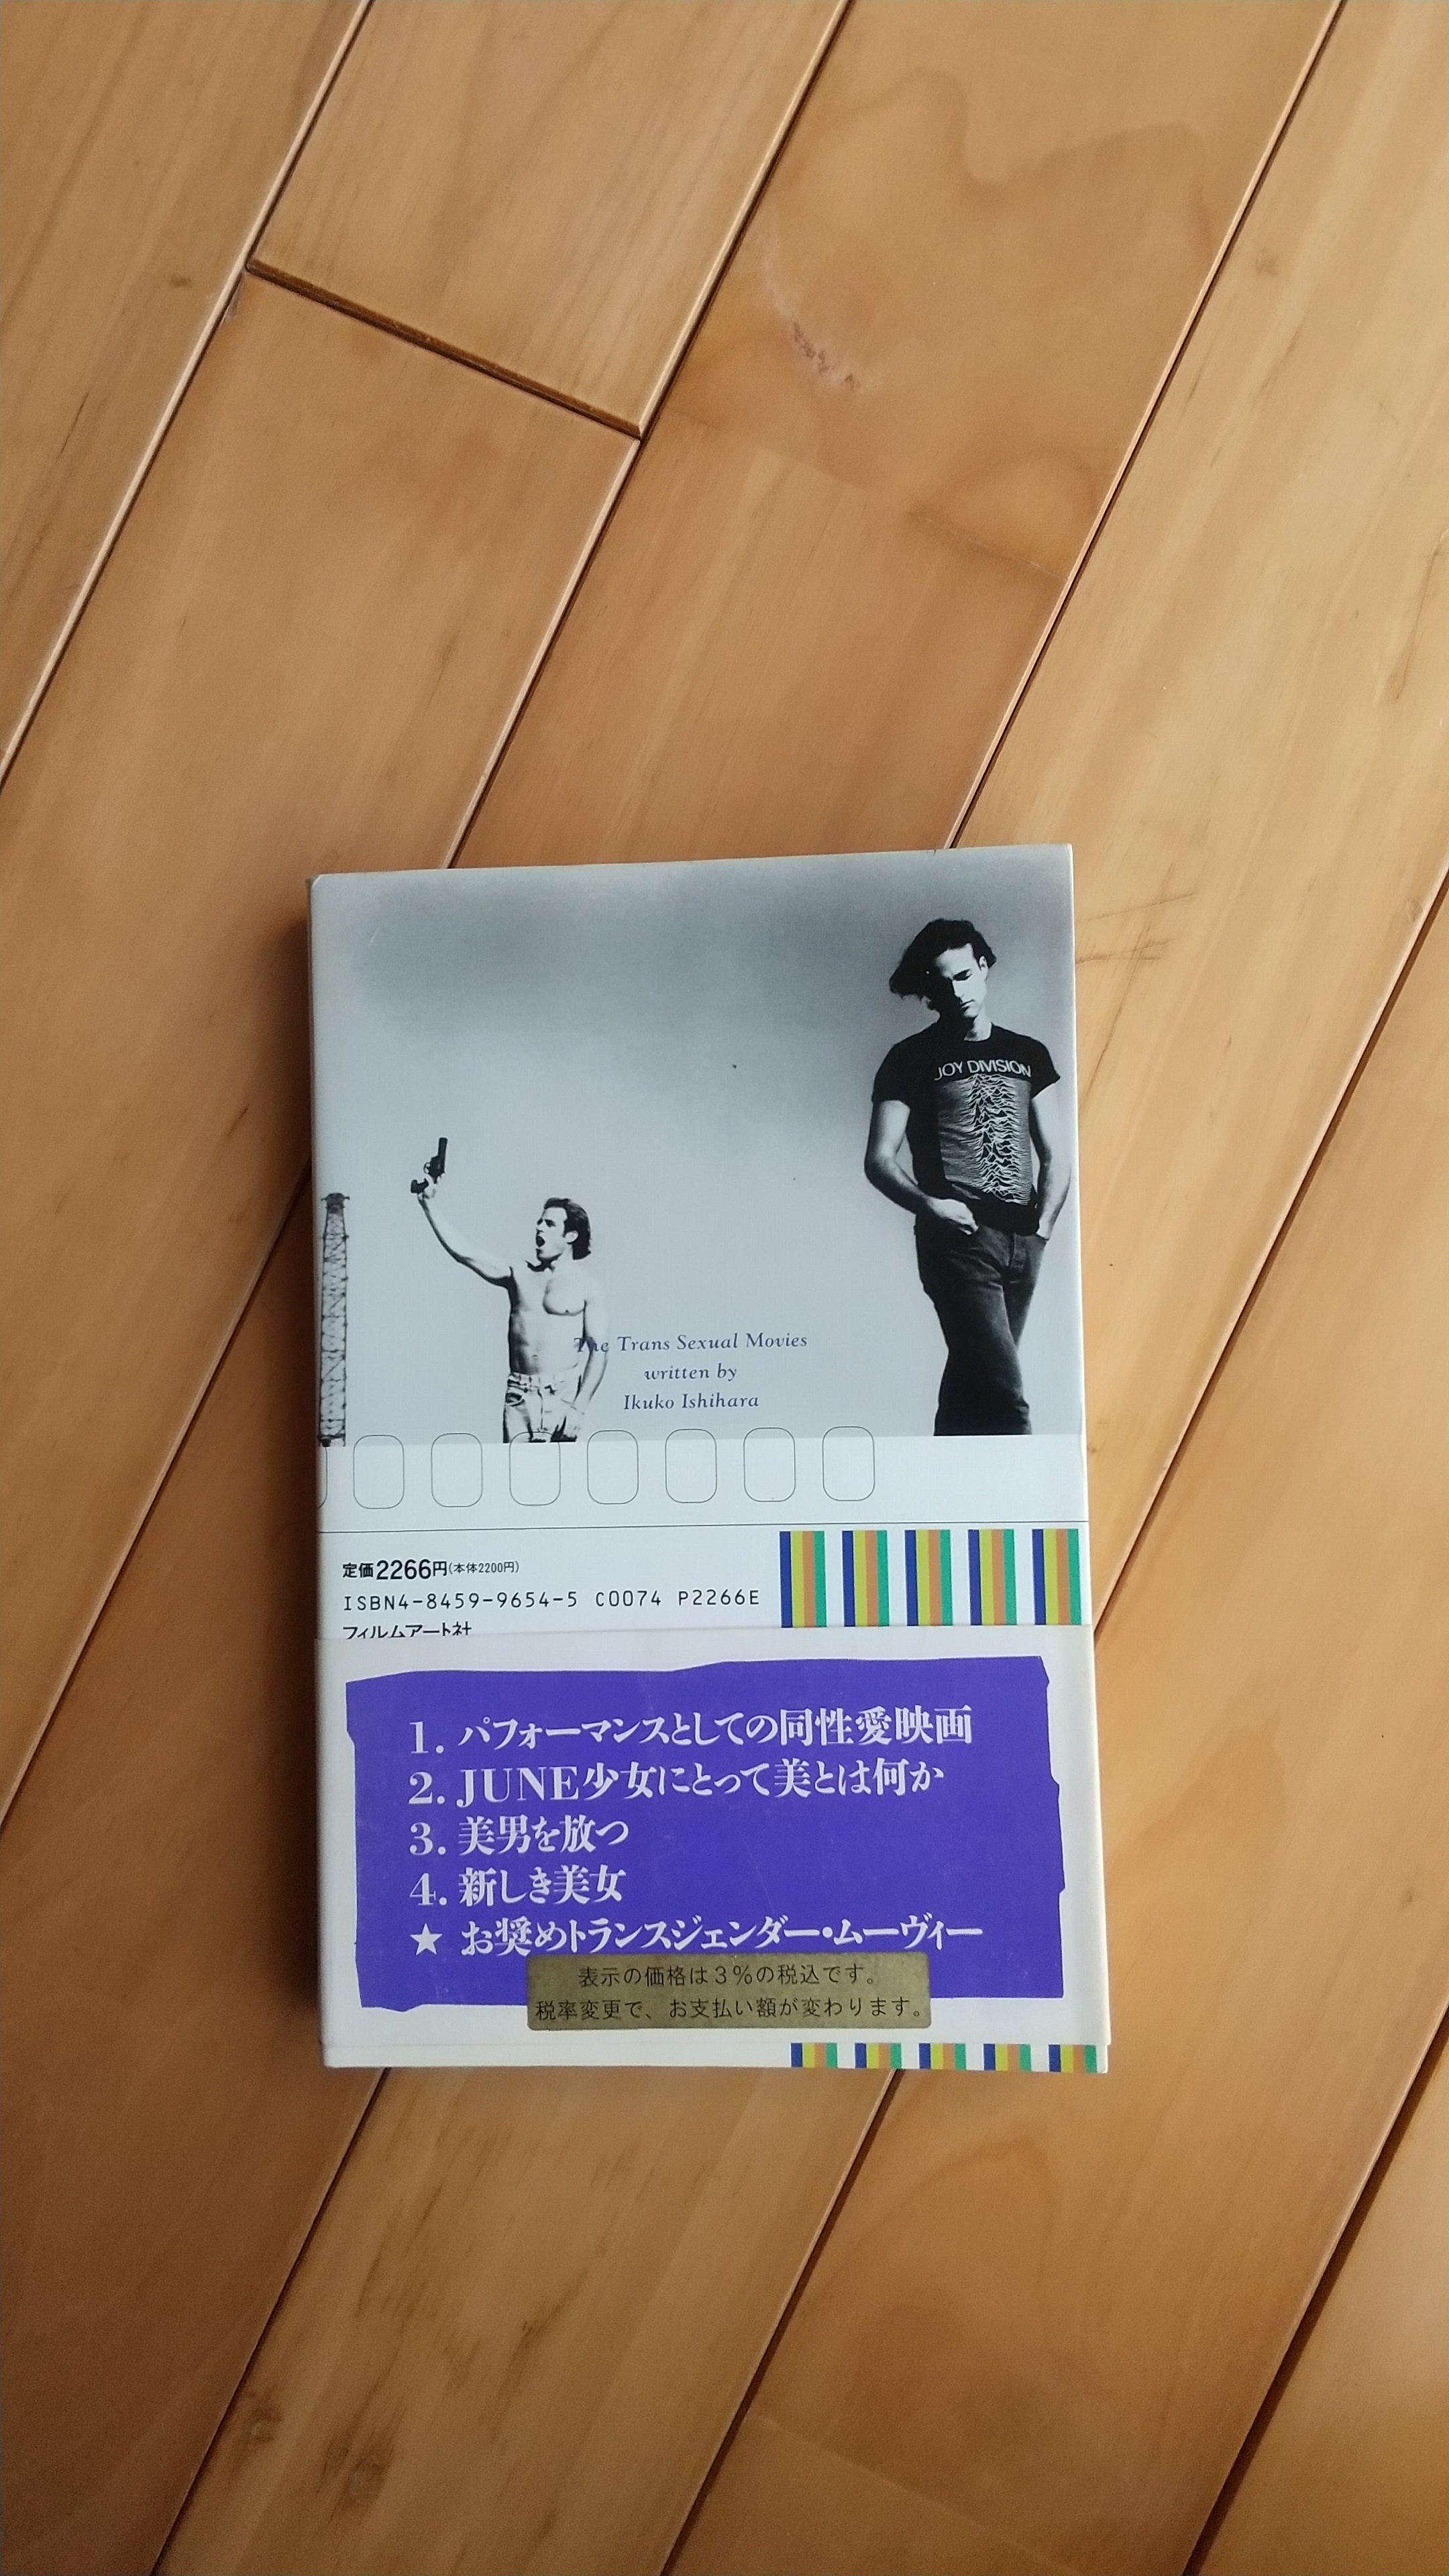 JOY DIVISION
The Trans Sexual Movies
written by
Ikuko Ishihara
定価2266円(本体2200円)
ISBN4-8459-9654-5 C0074 P2266E
フィルムアート社
1. パフォーマンスとしての同性愛映画
2. JUNE少女にとって美とは何か
3. 美男を放つ
4. 新しき美女
★ お奨めトランスジェンダー・ムーヴィー
表示の価格は3%の税込です。
税率変更で、お支払い額が変わります。